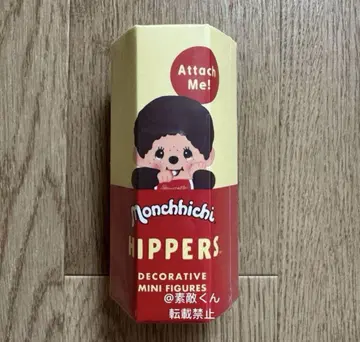 Attach
Me!
Monchhichi
HIPPERS
DECORATIVE
MINI FIGURES
@素敵くん
転載禁止